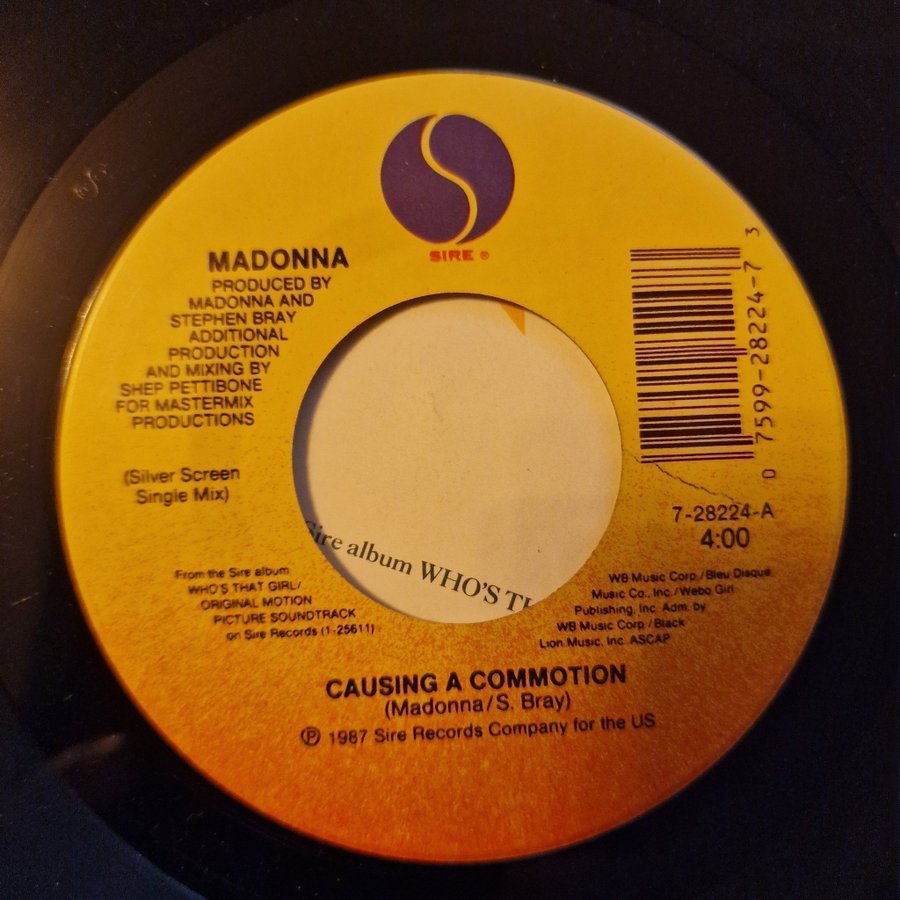 SIRE ®
MADONNA
PRODUCED BY
MADONNA AND
STEPHEN BRAY
ADDITIONAL
PRODUCTION
AND MIXING BY
SHEP PETTIBONE
FOR MASTERMIX
PRODUCTIONS
(Silver Screen
Single Mix)
From the Sire album
WHO'S THAT GIRL/
ORIGINAL MOTION
PICTURE SOUNDTRACK
on Sire Records (1-25611)
Sire album WHO'S TH
0 7599-28224-7 3
7-28224-A
4:00
WB Music Corp./Bleu Disque
Music Co., Inc./Webo Girl
Publishing, Inc. Adm. by
WB Music Corp./Black
Lion Music, Inc. ASCAP
CAUSING A COMMOTION
(Madonna/S. Bray)
℗ 1987 Sire Records Company for the US